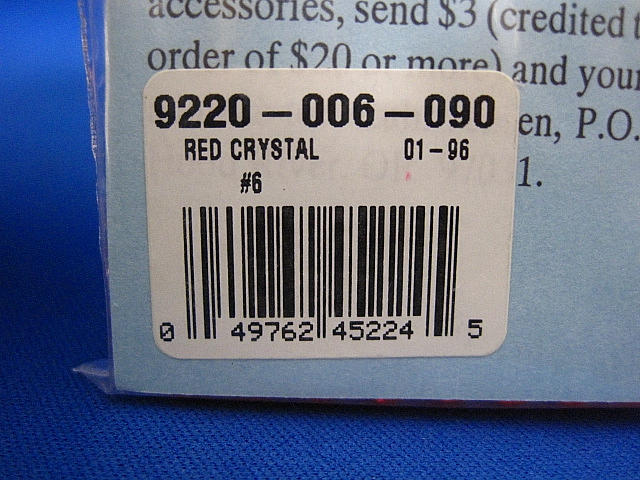 accessories, send $3 (credited
order of $20 or more) and your
9220-006-090
en, P.O.
RED CRYSTAL 01-96
1.
#6
0 49762 45224 5